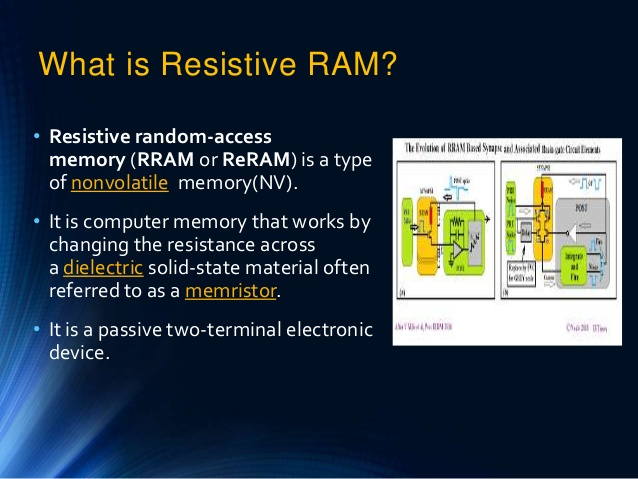 What is Resistive RAM?
• Resistive random-access
memory (RRAM or ReRAM) is a type
of nonvolatile memory(NV).
• It is computer memory that works by
changing the resistance across
a dielectric solid-state material often
referred to as a memristor.
• It is a passive two-terminal electronic
device.
The Evolution of RRAM Based Synapse and Associated Brain-gate Circuit Elements
POST
Integrate
and
Fire
(a)
(b)